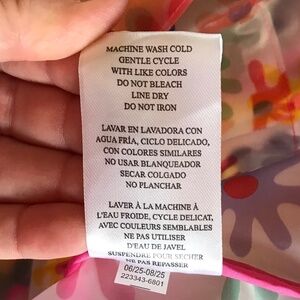 MACHINE WASH COLD
GENTLE CYCLE
WITH LIKE COLORS
DO NOT BLEACH
LINE DRY
DO NOT IRON
LAVAR EN LAVADORA CON
AGUA FRÍA, CICLO DELICADO,
CON COLORES SIMILARES
NO USAR BLANQUEADOR
SECAR COLGADO
NO PLANCHAR
LAVER À LA MACHINE À
L'EAU FROIDE, CYCLE DELICAT,
AVEC COULEURS SEMBLABLES
NE PAS UTILISER
D'EAU DE JAVEL
SUSPENDRE POUR SÉCHER
NE PAS REPASSER
06/25-08/25
223343-6801